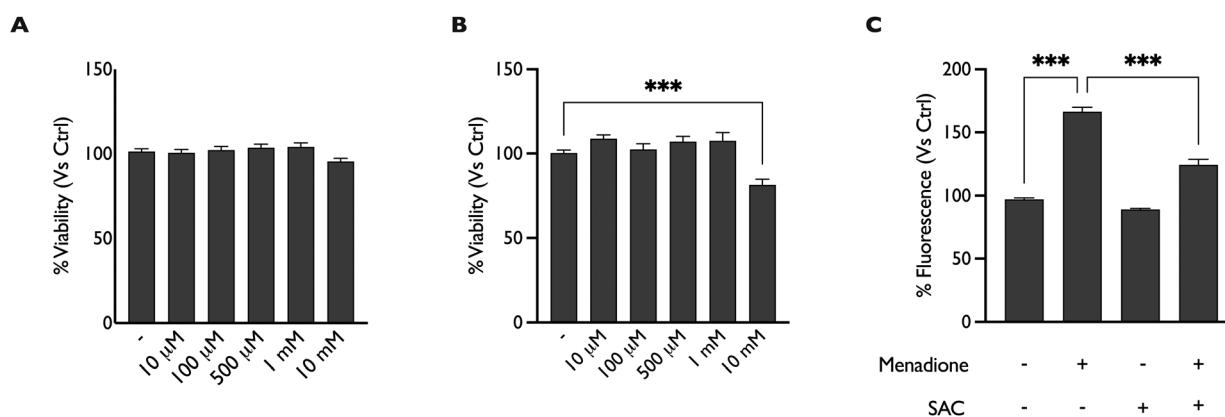 A
% Viability (Vs Ctrl)
150
100
50
0
-
10 µM
100 µM
500 µM
1 mM
10 mM
B
% Viability (Vs Ctrl)
150
100
50
0
***
-
10 µM
100 µM
500 µM
1 mM
10 mM
C
% Fluorescence (Vs Ctrl)
200
150
100
50
0
*** ***
Menadione - + - +
SAC - - + +